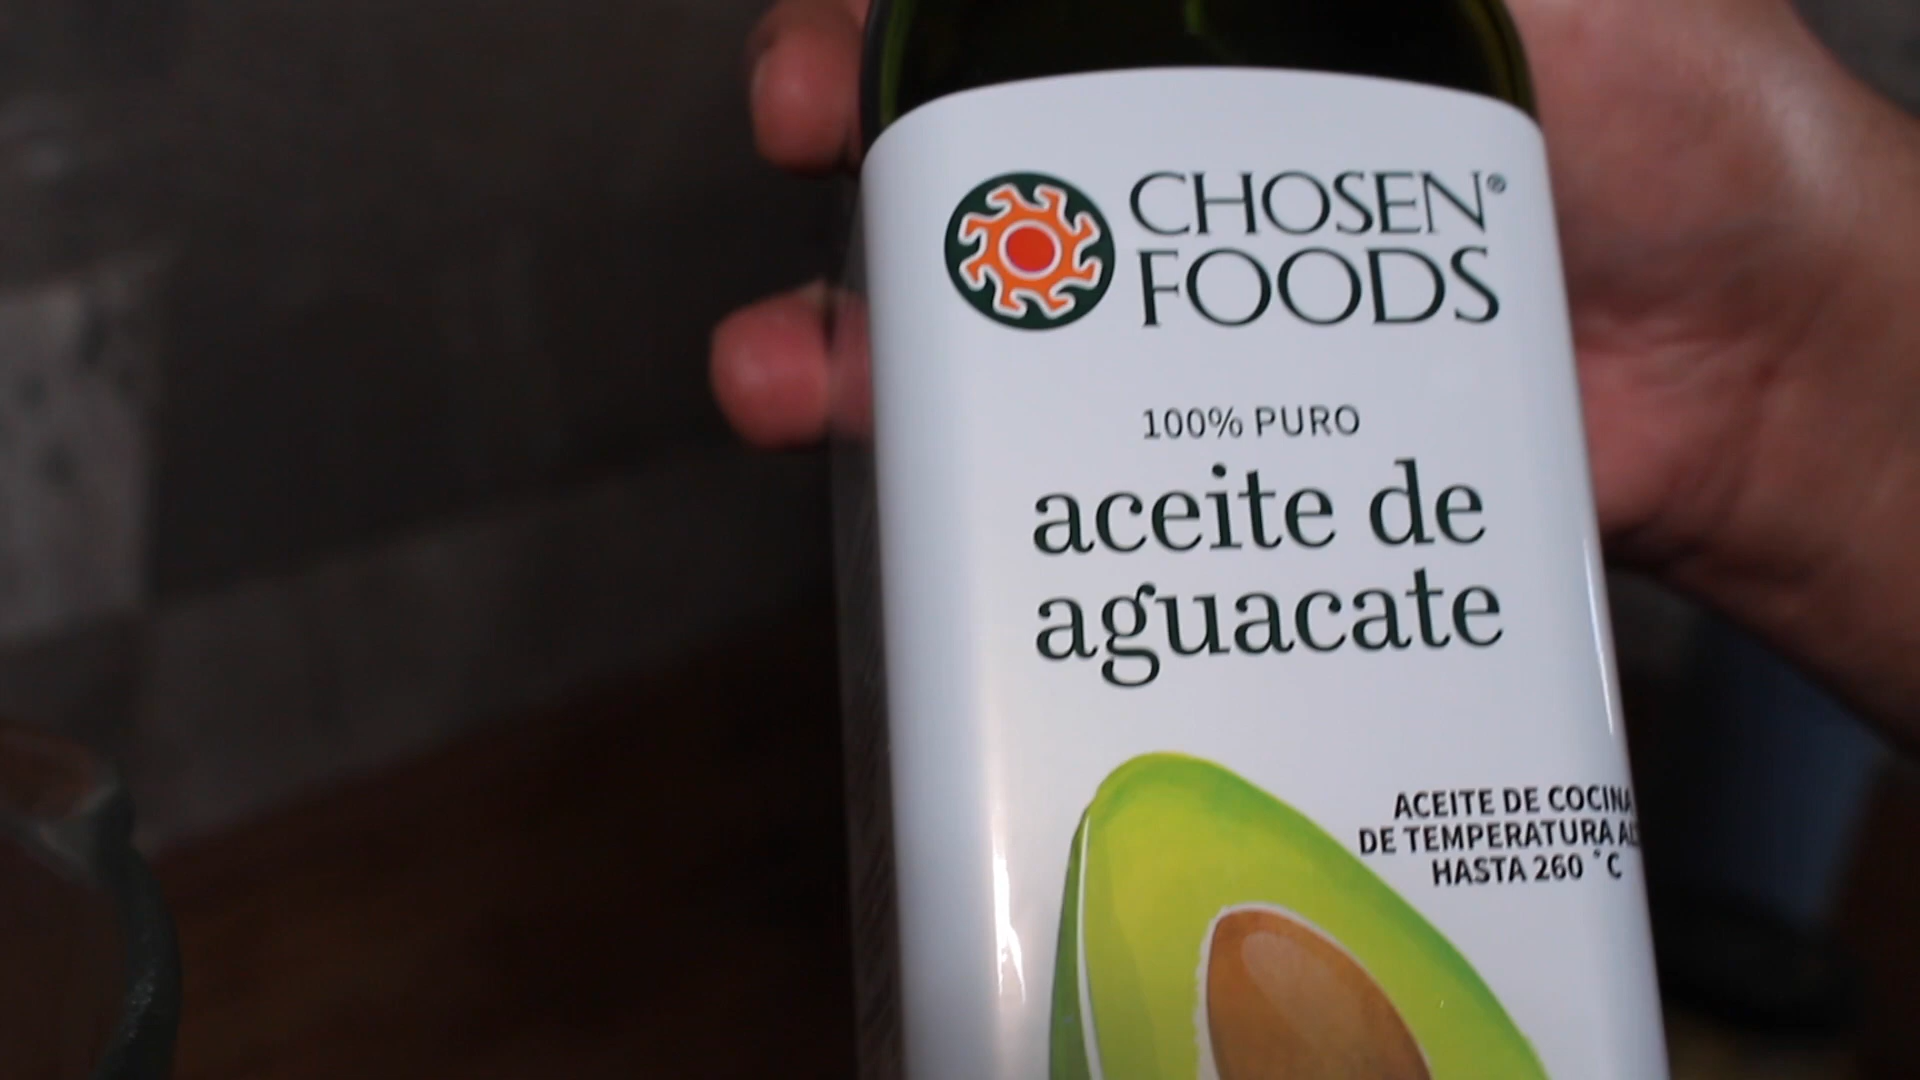 CHOSEN®
FOODS
100% PURO
aceite de
aguacate
ACEITE DE COCINA
DE TEMPERATURA
HASTA 260 °C